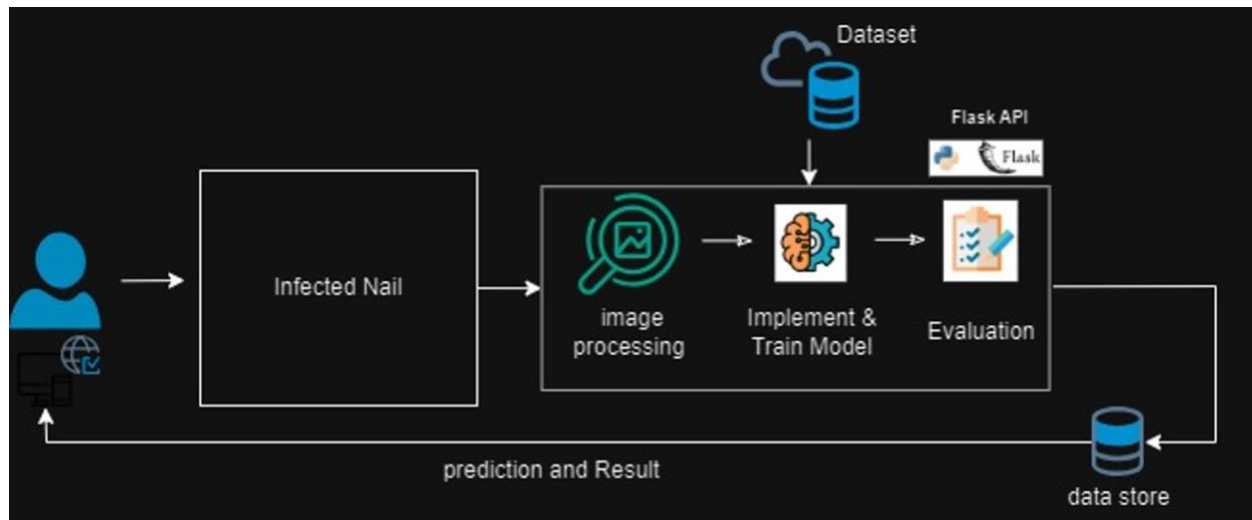 Dataset
Flask API
Flask
Infected Nail
image
processing
Implement &
Train Model
Evaluation
prediction and Result
data store